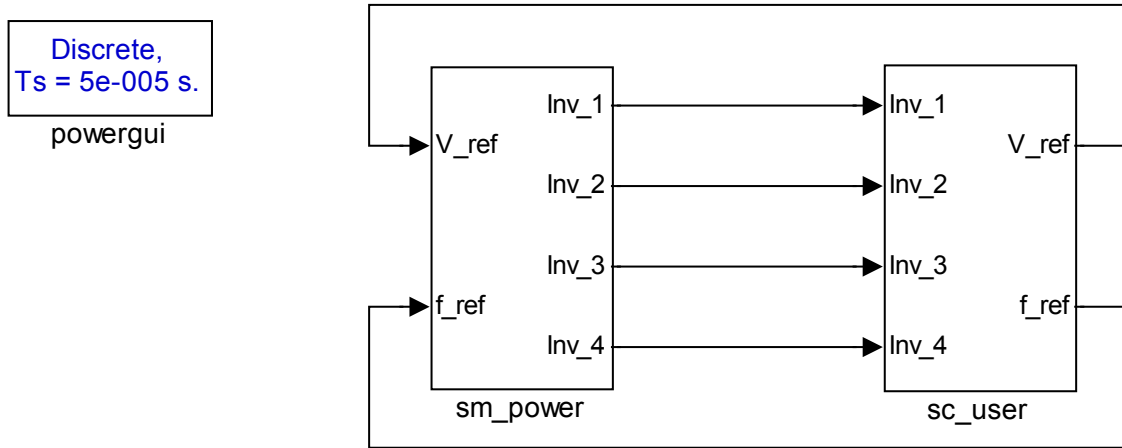 Discrete,
Ts = 5e-005 s.
powergui
V_ref
f_ref
Inv_1
Inv_2
Inv_3
Inv_4
sm_power
Inv_1
Inv_2
Inv_3
Inv_4
V_ref
f_ref
sc_user